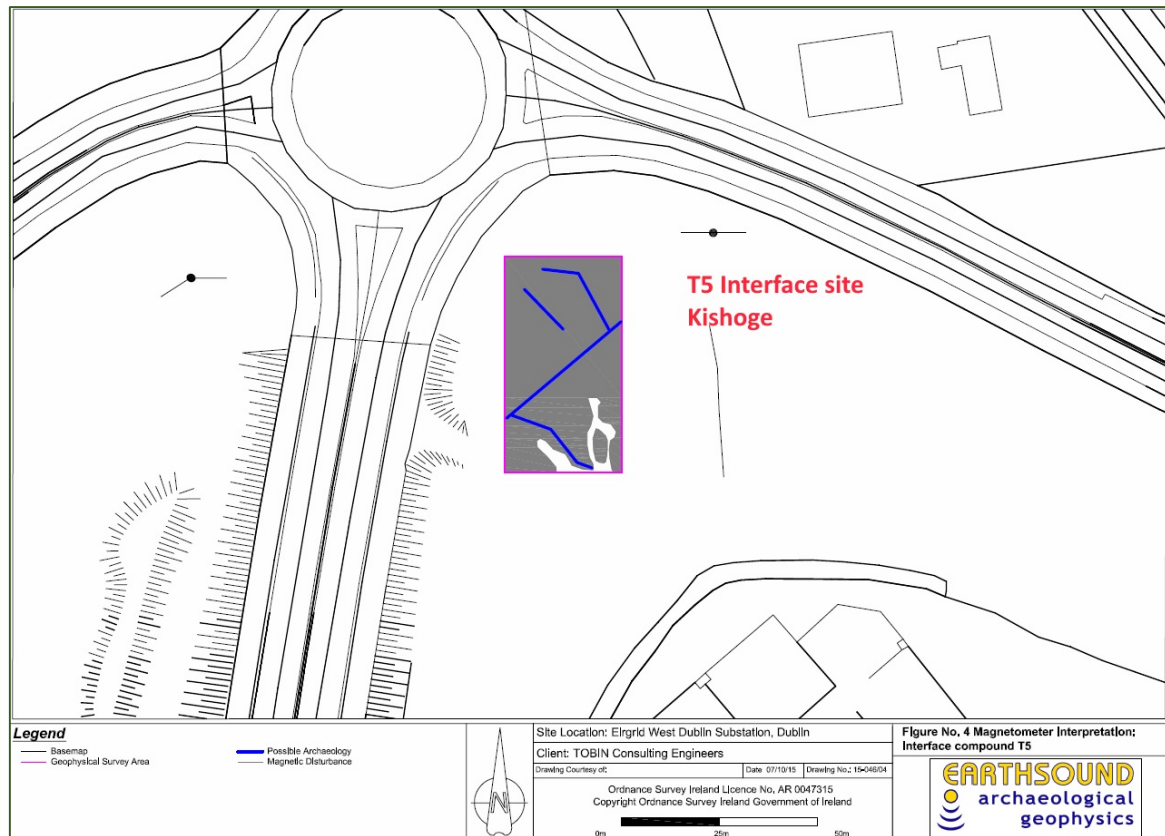 T5 Interface site
Kishoge
Legend
Basemap
Geophysical Survey Area
Possible Archaeology
Magnetic Disturbance
N
Site Location: Eirgrid West Dublin Substation, Dublin
Client: TOBIN Consulting Engineers
Drawing Courtesy of:
Date 07/10/15
Drawing No.: 15-046/04
Ordnance Survey Ireland Licence No. AR 0047315
Copyright Ordnance Survey Ireland Government of Ireland
0m 25m 50m
Figure No. 4 Magnetometer Interpretation:
Interface compound T5
EARTHSOUND
archaeological
geophysics